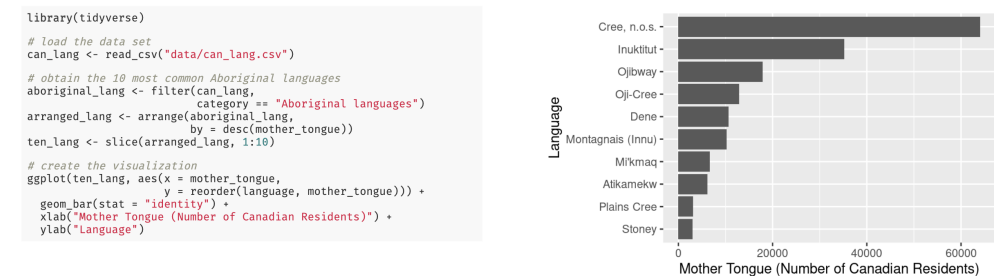 library(tidyverse)
# load the data set
can_lang <- read_csv("data/can_lang.csv")
# obtain the 10 most common Aboriginal languages
aboriginal_lang <- filter(can_lang,
category == "Aboriginal languages")
arranged_lang <- arrange(aboriginal_lang,
by = desc(mother_tongue))
ten_lang <- slice(arranged_lang, 1:10)
# create the visualization
ggplot(ten_lang, aes(x = mother_tongue,
y = reorder(language, mother_tongue))) +
geom_bar(stat = "identity") +
xlab("Mother Tongue (Number of Canadian Residents)") +
ylab("Language")
Language
Cree, n.o.s.
Inuktitut
Ojibway
Oji-Cree
Dene
Montagnais (Innu)
Mi'kmaq
Atikamekw
Plains Cree
Stoney
0 20000 40000 60000
Mother Tongue (Number of Canadian Residents)